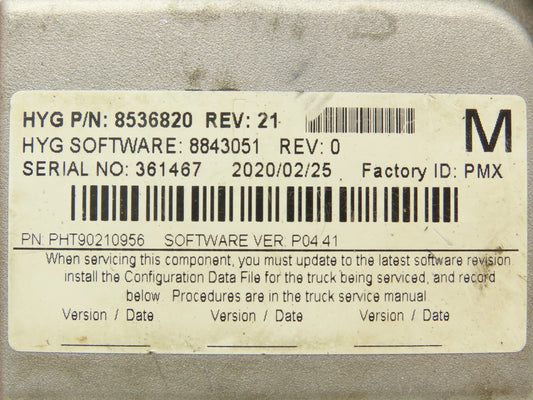 HYG P/N: 8536820 REV: 21
M
HYG SOFTWARE: 8843051 REV: 0
SERIAL NO: 361467 2020/02/25 Factory ID: PMX
PN: PHT90210956 SOFTWARE VER: P04.41
When servicing this component, you must update to the latest software revision
install the Configuration Data File for the truck being serviced, and record
below. Procedures are in the truck service manual
Version / Date Version / Date Version / Date